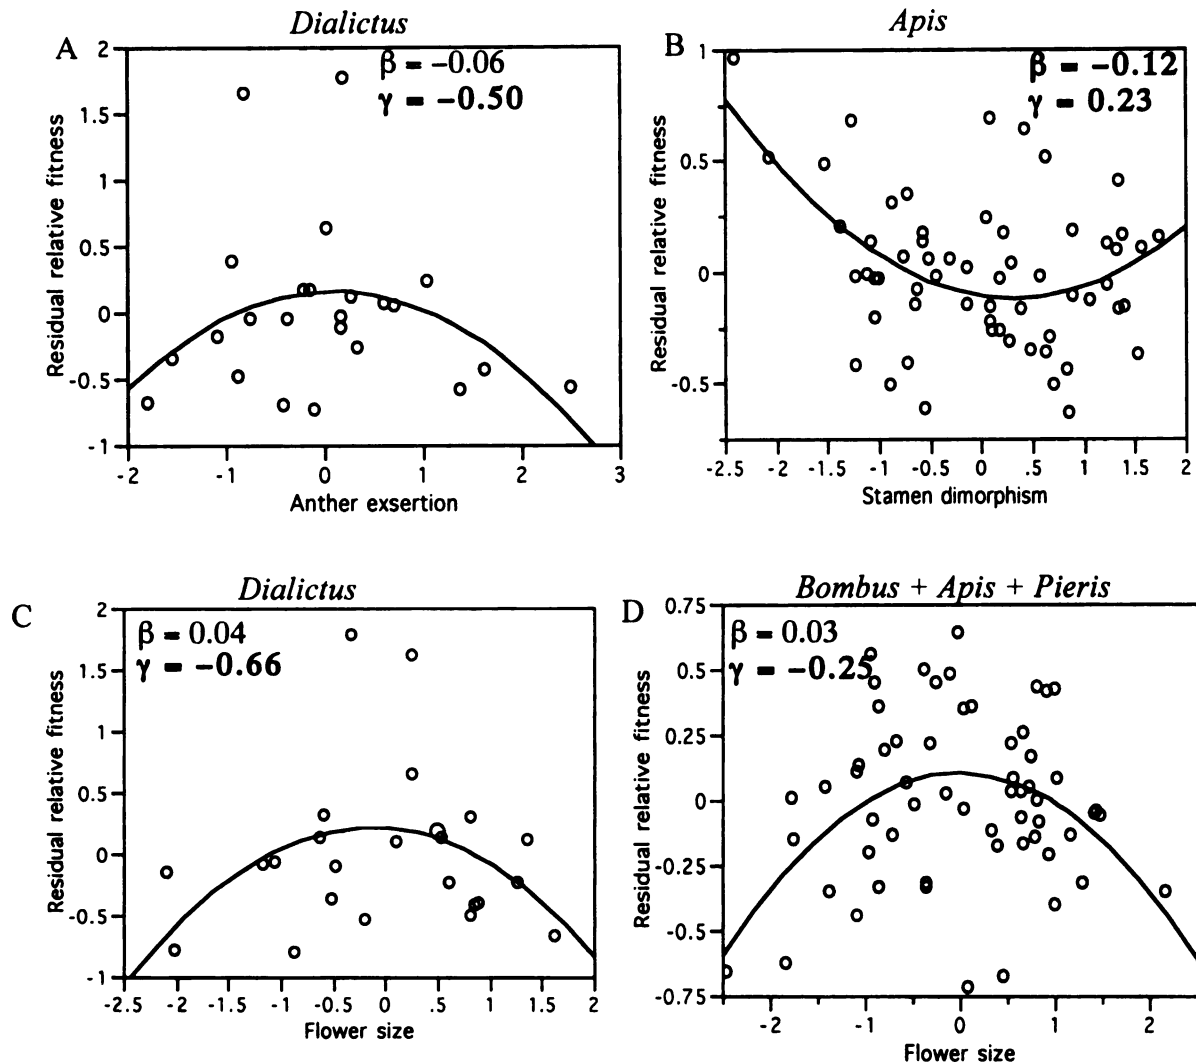 Dialictus
A
β = −0.06
γ = −0.50
2
1.5
1
0.5
0
-0.5
-1
Residual relative fitness
-2 -1 0 1 2 3
Anther exsertion
Apis
B
β = −0.12
γ = 0.23
1
0.5
0
-0.5
Residual relative fitness
-2.5 -2 -1.5 -1 -0.5 0 .5 1 1.5 2
Stamen dimorphism
Dialictus
C
β = 0.04
γ = −0.66
2
1.5
1
0.5
0
-0.5
-1
Residual relative fitness
-2.5 -2 -1.5 -1 -0.5 0 .5 1 1.5 2
Flower size
Bombus + Apis + Pieris
D
β = 0.03
γ = −0.25
0.75
0.5
0.25
0
-0.25
-0.5
-0.75
Residual relative fitness
-2 -1 0 1 2
Flower size